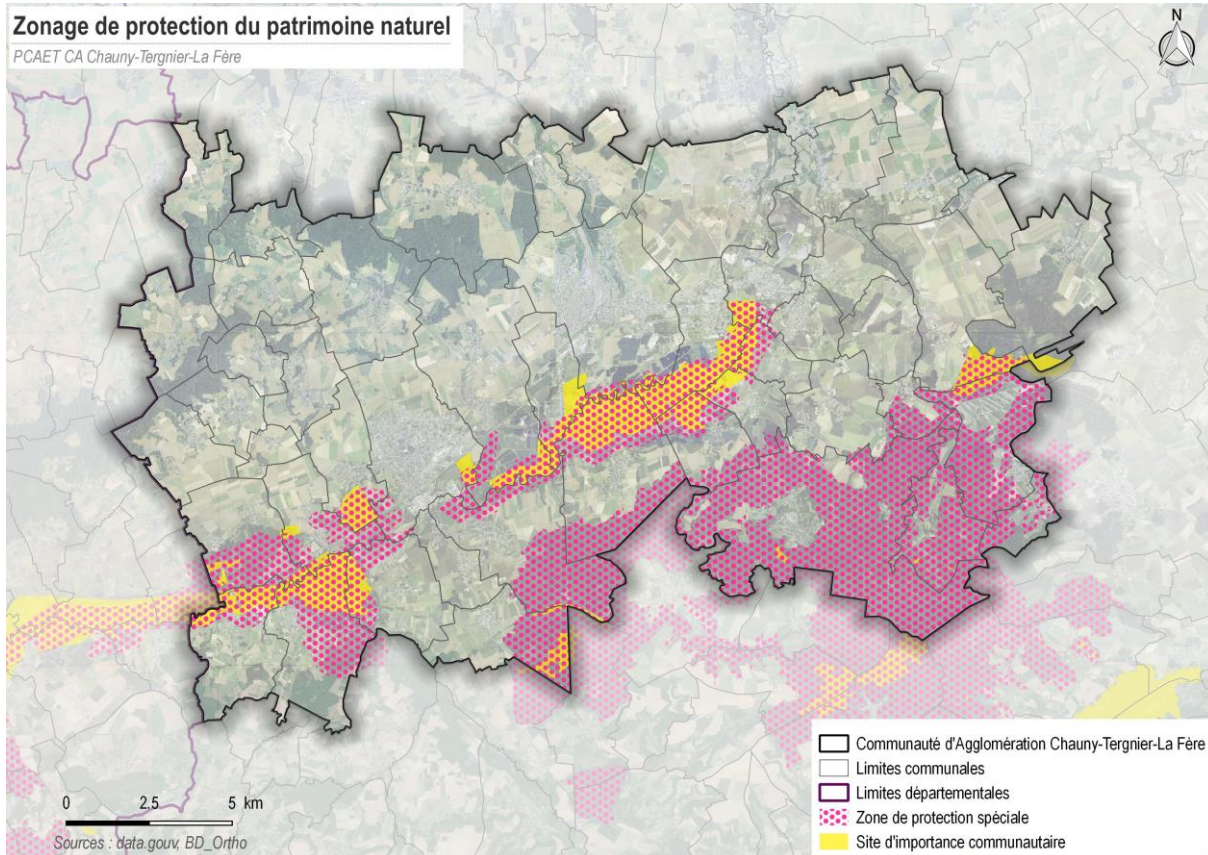 Zonage de protection du patrimoine naturel
PCAET CA Chauny-Tergnier-La Fère
N
Communauté d'Agglomération Chauny-Tergnier-La Fère
Limites communales
Limites départementales
Zone de protection spéciale
Site d'importance communautaire
0 2.5 5 km
Sources : data.gouv, BD_Ortho